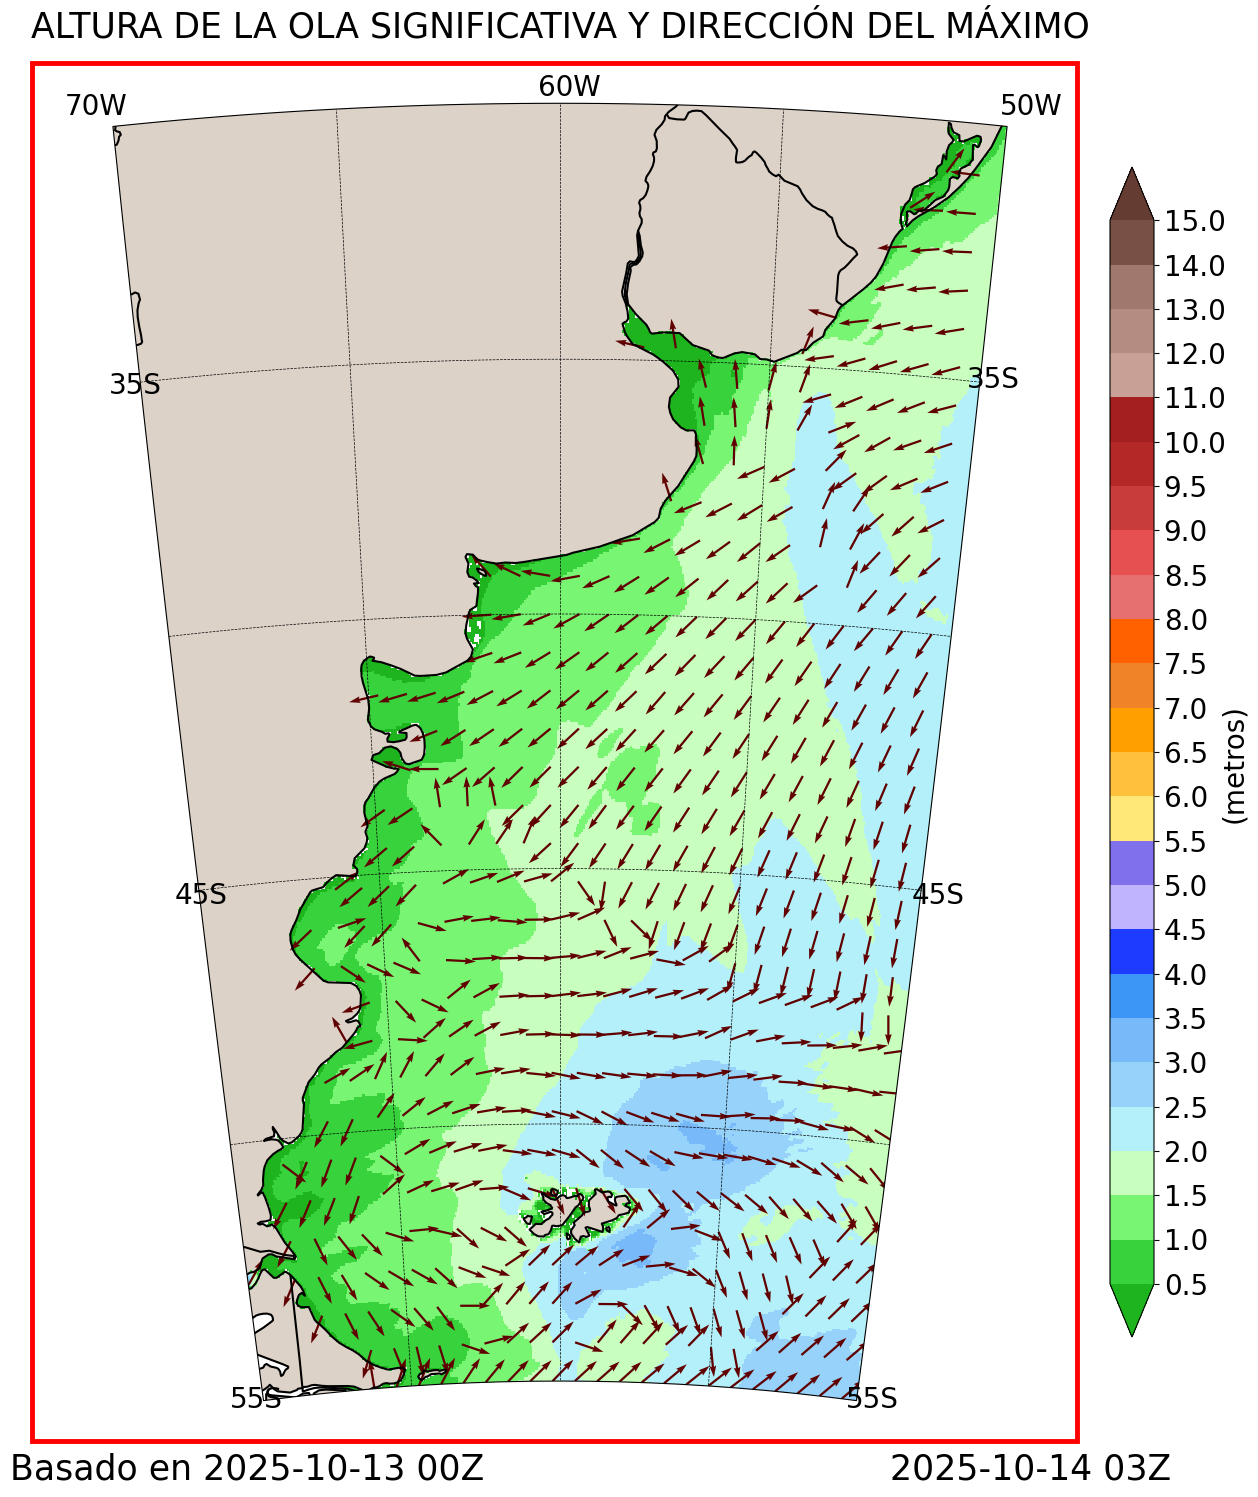 ALTURA DE LA OLA SIGNIFICATIVA Y DIRECCIÓN DEL MÁXIMO
70W
60W
50W
35S
35S
45S
45S
55S
55S
15.0
14.0
13.0
12.0
11.0
10.0
9.5
9.0
8.5
8.0
7.5
7.0
6.5
6.0
5.5
5.0
4.5
4.0
3.5
3.0
2.5
2.0
1.5
1.0
0.5
(metros)
Basado en 2025-10-13 00Z
2025-10-14 03Z